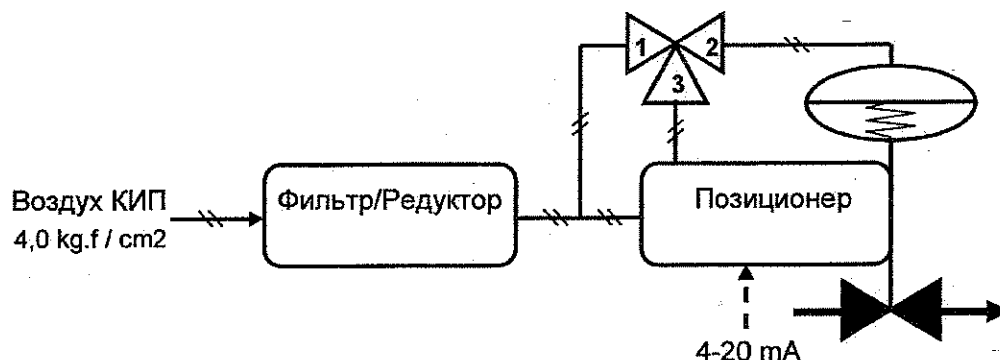 1 2
3
Воздух КИП
4,0 kg.f / cm2
Фильтр/Редуктор
Позиционер
4-20 mA